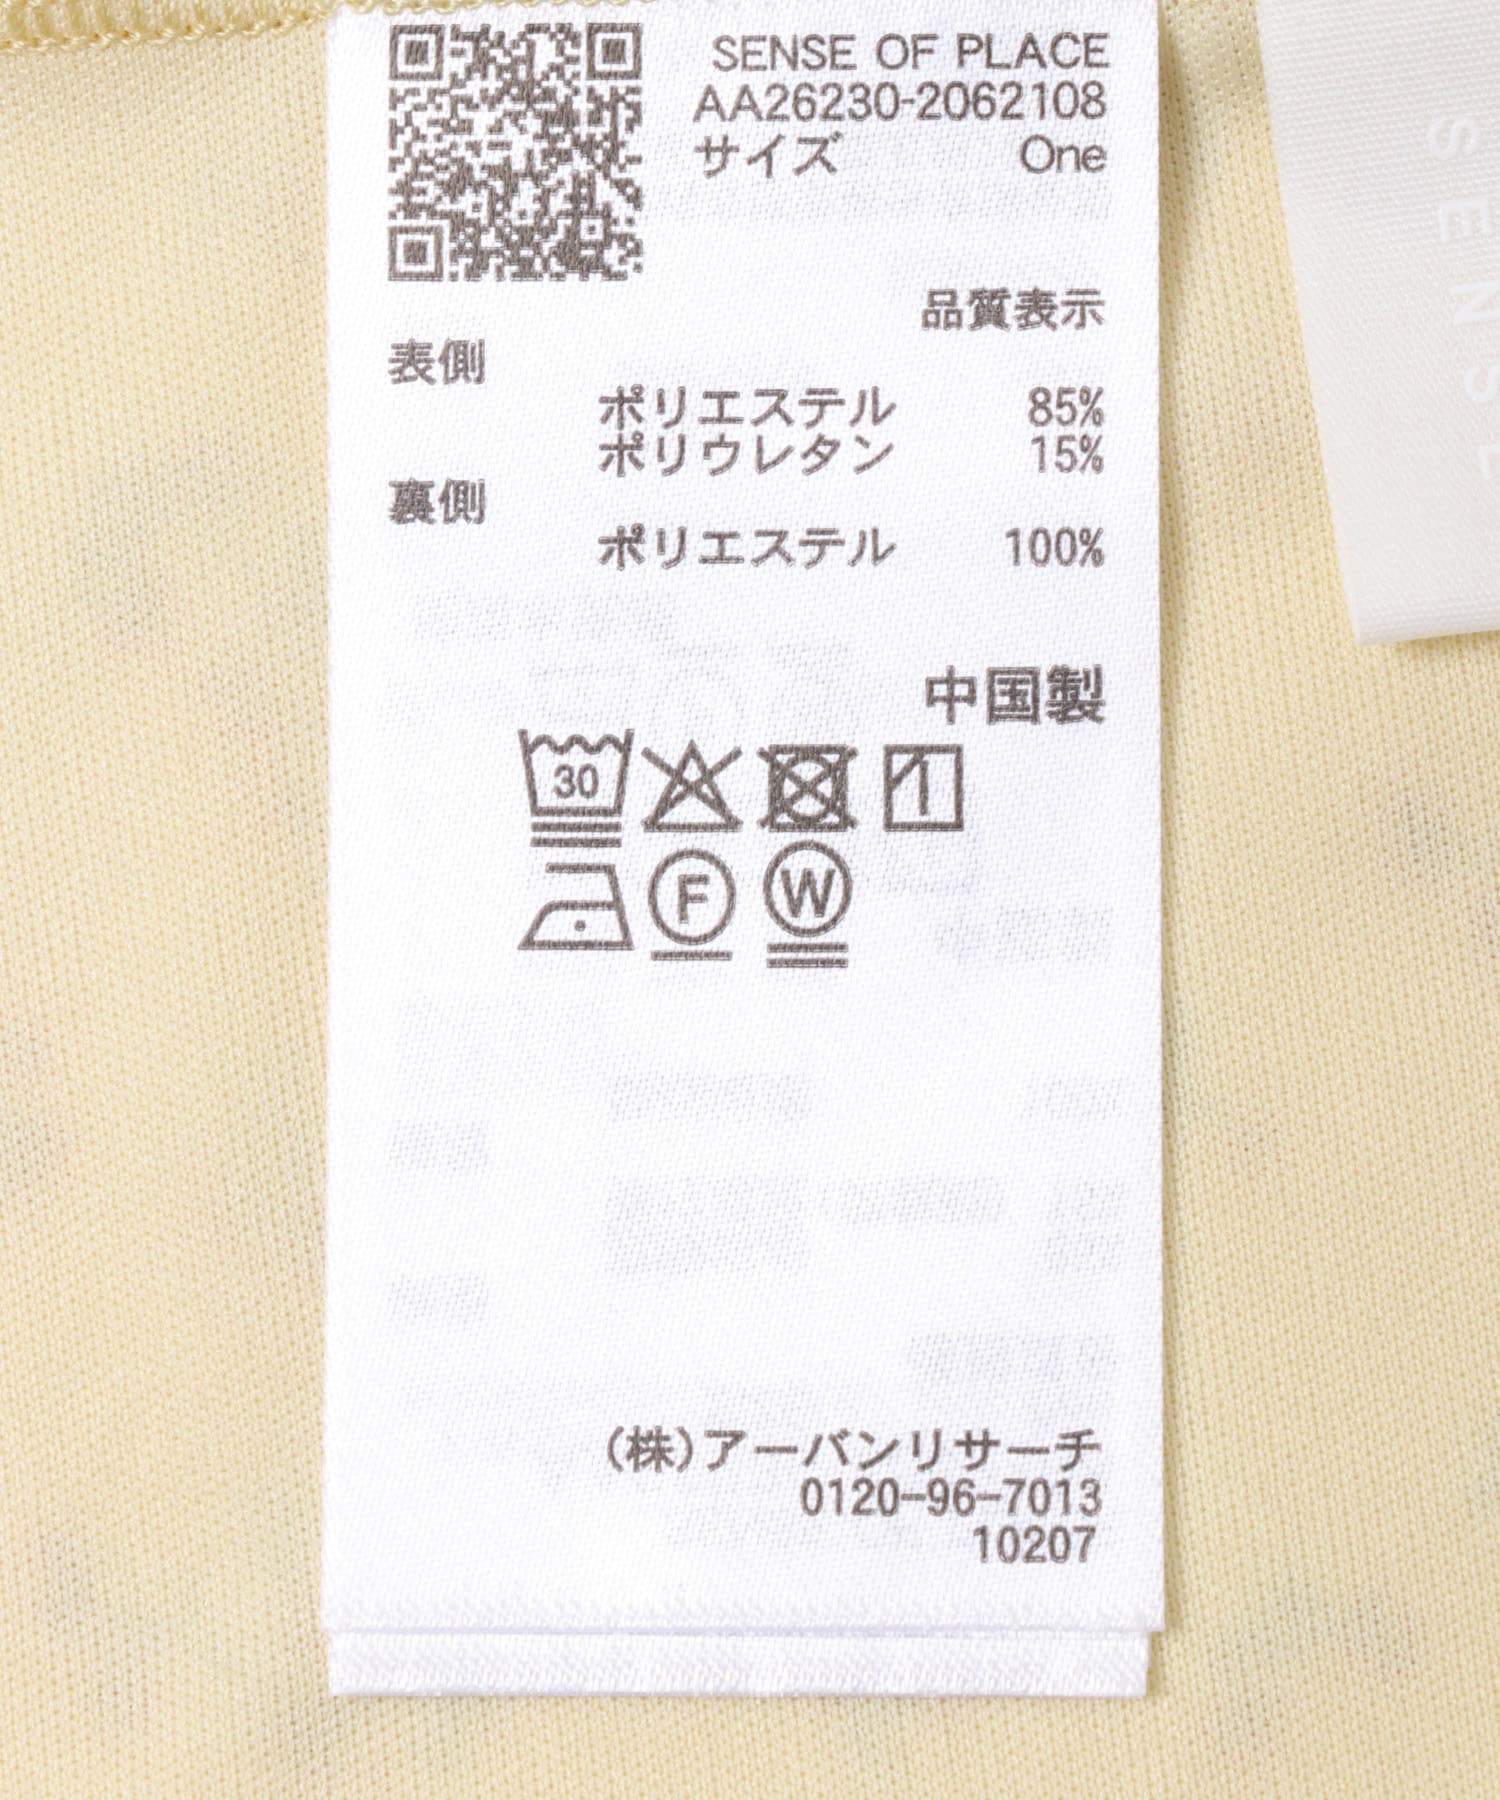 SENSE OF PLACE
AA26230-2062108
サイズ One
品質表示
表側
ポリエステル 85%
ポリウレタン 15%
裏側
ポリエステル 100%
中国製
30
F W
(株)アーバンリサーチ
0120-96-7013
10207
SENSE